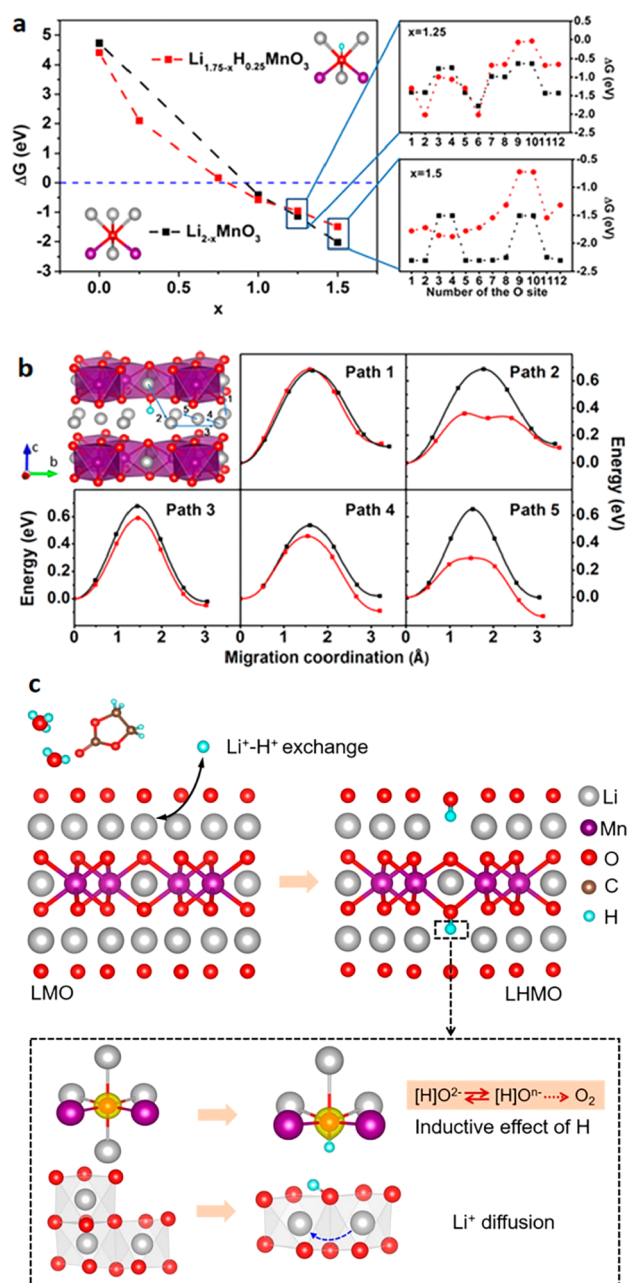 a
5
4
3
2
1
0
-1
-2
-3
ΔG (eV)
0.0
0.5
1.0
1.5
x
Li1.75-xH0.25MnO3
Li2-xMnO3
x=1.25
0.5
0.0
-0.5
-1.0
-1.5
-2.0
-2.5
ΔG (eV)
1 2 3 4 5 6 7 8 9 10 11 12
x=1.5
-0.5
-1.0
-1.5
-2.0
-2.5
ΔG (eV)
1 2 3 4 5 6 7 8 9 10 11 12
Number of the O site
b
1
2
3
4
5
c
b
Path 1
Path 2
0.6
0.4
0.2
0.0
Energy (eV)
Path 3
Path 4
Path 5
0.6
0.4
0.2
0.0
Energy (eV)
0 1 2 3
0 1 2 3
0 1 2 3
Migration coordination (Å)
c
Li+-H+ exchange
Li
Mn
O
C
H
LMO
LHMO
[H]O2- ⇌ [H]On- ⇢ O2
Inductive effect of H
Li+ diffusion